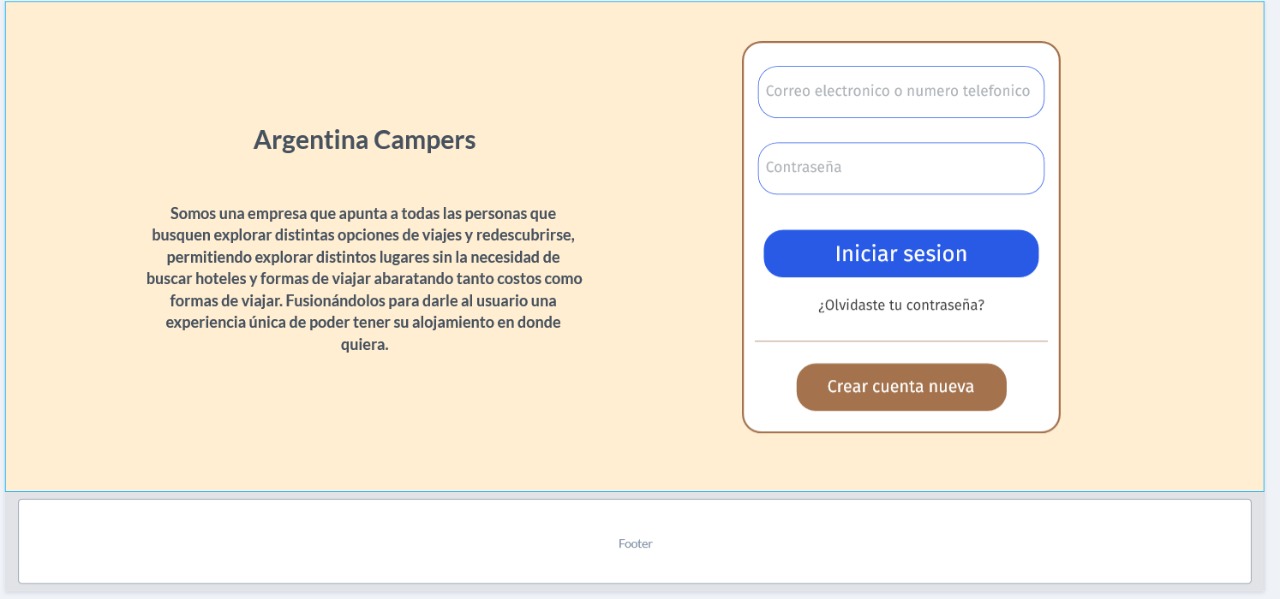 Argentina Campers
Somos una empresa que apunta a todas las personas que
busquen explorar distintas opciones de viajes y redescubrirse,
permitiendo explorar distintos lugares sin la necesidad de
buscar hoteles y formas de viajar abaratando tanto costos como
formas de viajar. Fusionándolos para darle al usuario una
experiencia única de poder tener su alojamiento en donde
quiera.
Correo electronico o numero telefonico
Contraseña
Iniciar sesion
¿Olvidaste tu contraseña?
Crear cuenta nueva
Footer